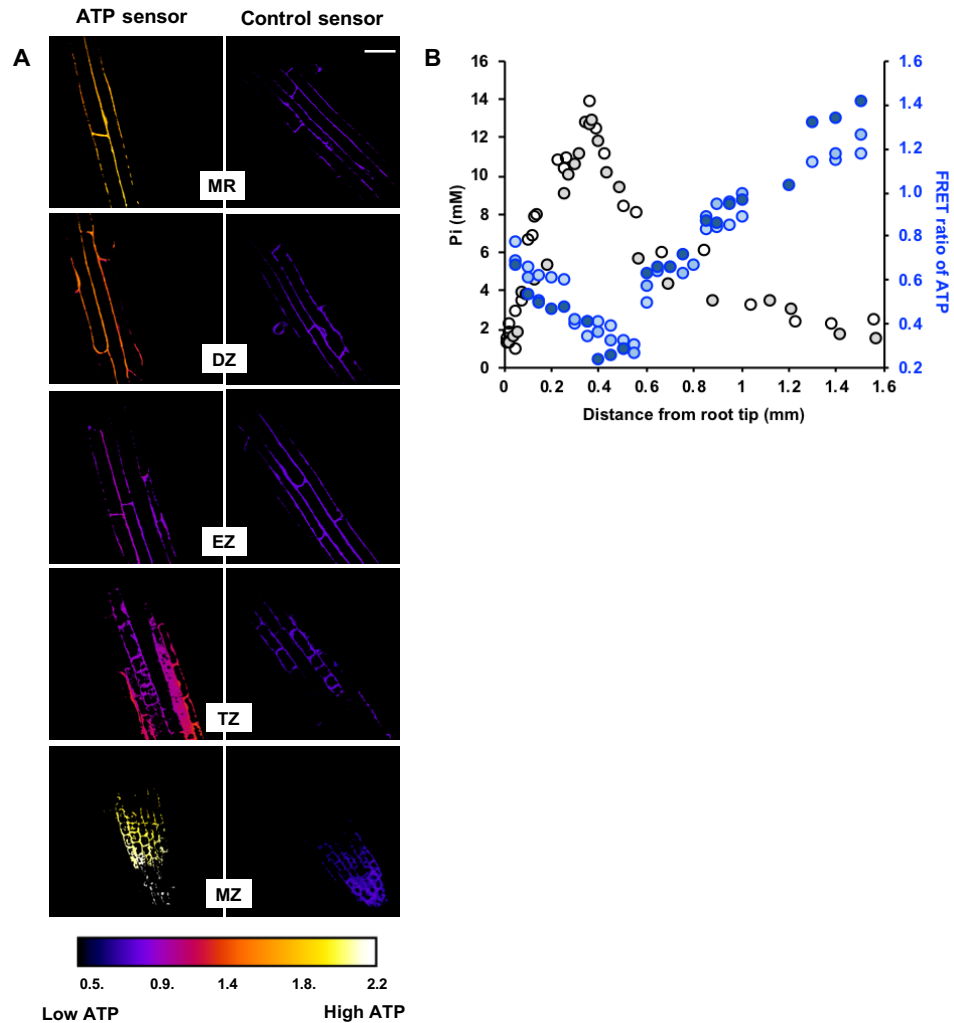 ATP sensor
Control sensor
A
MR
DZ
EZ
TZ
MZ
0.5. 0.9. 1.4 1.8. 2.2
Low ATP
High ATP
B
16
14
12
10
8
6
4
2
0
Pi (mM)
0 0.2 0.4 0.6 0.8 1 1.2 1.4 1.6
Distance from root tip (mm)
1.6
1.4
1.2
1.0
0.8
0.6
0.4
0.2
FRET ratio of ATP